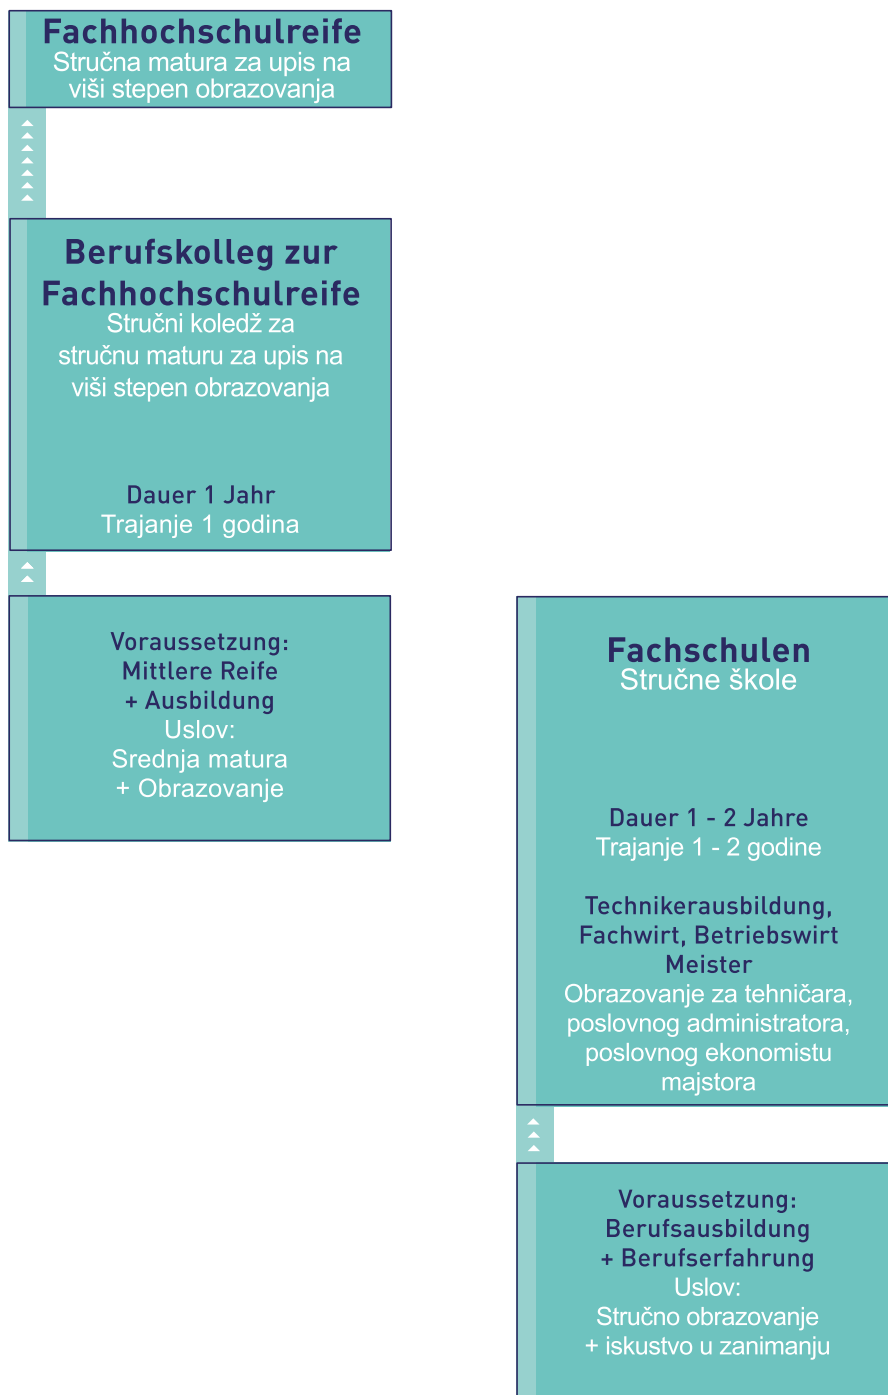 Fachhochschulreife
Stručna matura za upis na
viši stepen obrazovanja
Berufskolleg zur
Fachhochschulreife
Stručni koledž za
stručnu maturu za upis na
viši stepen obrazovanja
Dauer 1 Jahr
Trajanje 1 godina
Voraussetzung:
Mittlere Reife
+ Ausbildung
Uslov:
Srednja matura
+ Obrazovanje
Fachschulen
Stručne škole
Dauer 1 - 2 Jahre
Trajanje 1 - 2 godine
Technikerausbildung,
Fachwirt, Betriebswirt
Meister
Obrazovanje za tehničara,
poslovnog administratora,
poslovnog ekonomistu
majstora
Voraussetzung:
Berufsausbildung
+ Berufserfahrung
Uslov:
Stručno obrazovanje
+ iskustvo u zanimanju